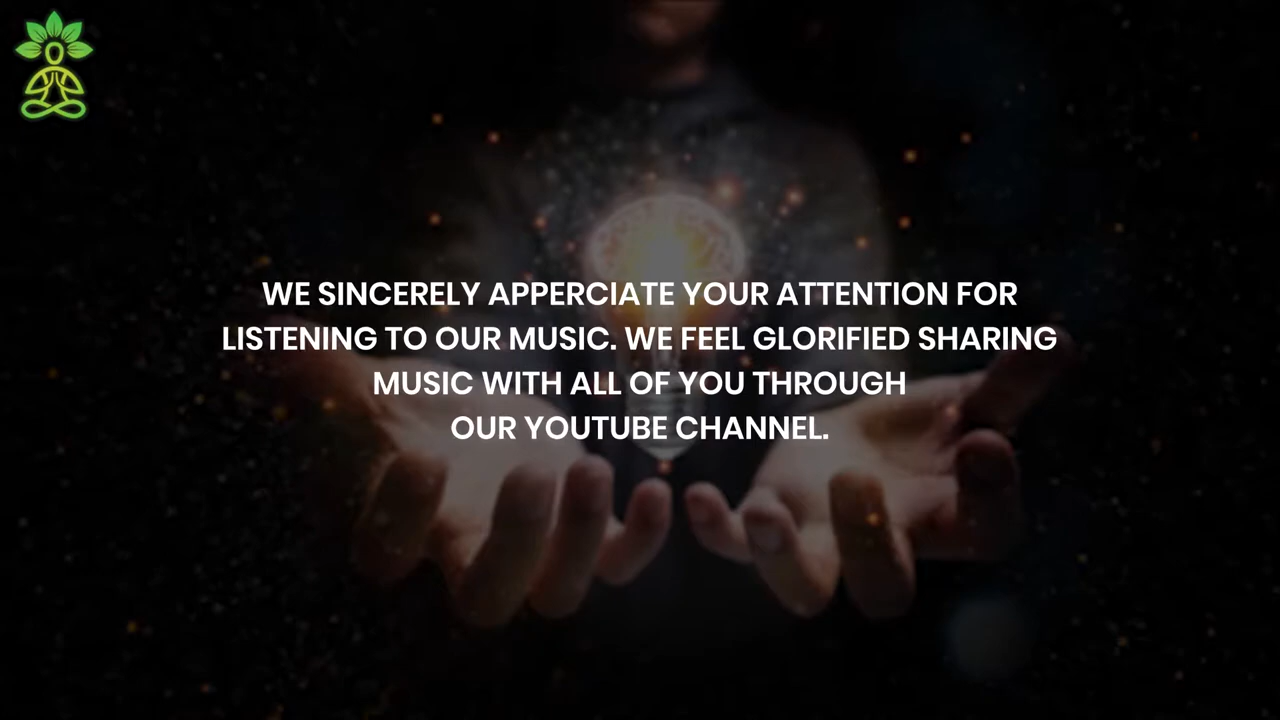 WE SINCERELY APPERCIATE YOUR ATTENTION FOR
LISTENING TO OUR MUSIC. WE FEEL GLORIFIED SHARING
MUSIC WITH ALL OF YOU THROUGH
OUR YOUTUBE CHANNEL.